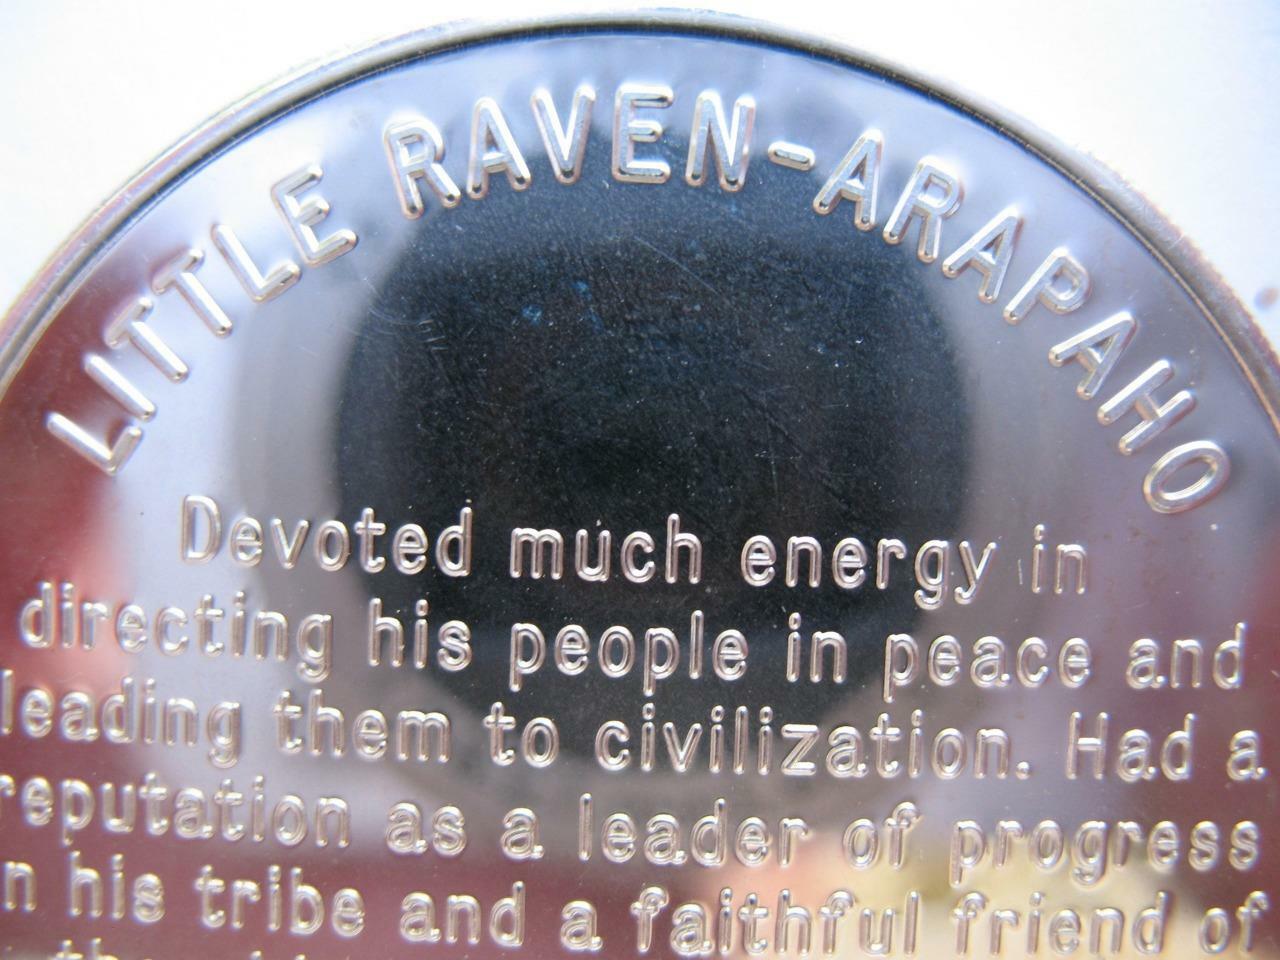 LITTLE RAVEN-ARAPAHO
Devoted much energy in
directing his people in peace and
leading them to civilization. Had a
reputation as a leader of progress
n his tribe and a faithful friend of